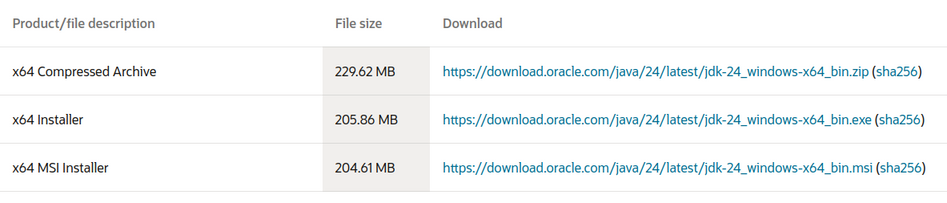 Product/file description File size Download
x64 Compressed Archive 229.62 MB https://download.oracle.com/java/24/latest/jdk-24_windows-x64_bin.zip (sha256)
x64 Installer 205.86 MB https://download.oracle.com/java/24/latest/jdk-24_windows-x64_bin.exe (sha256)
x64 MSI Installer 204.61 MB https://download.oracle.com/java/24/latest/jdk-24_windows-x64_bin.msi (sha256)